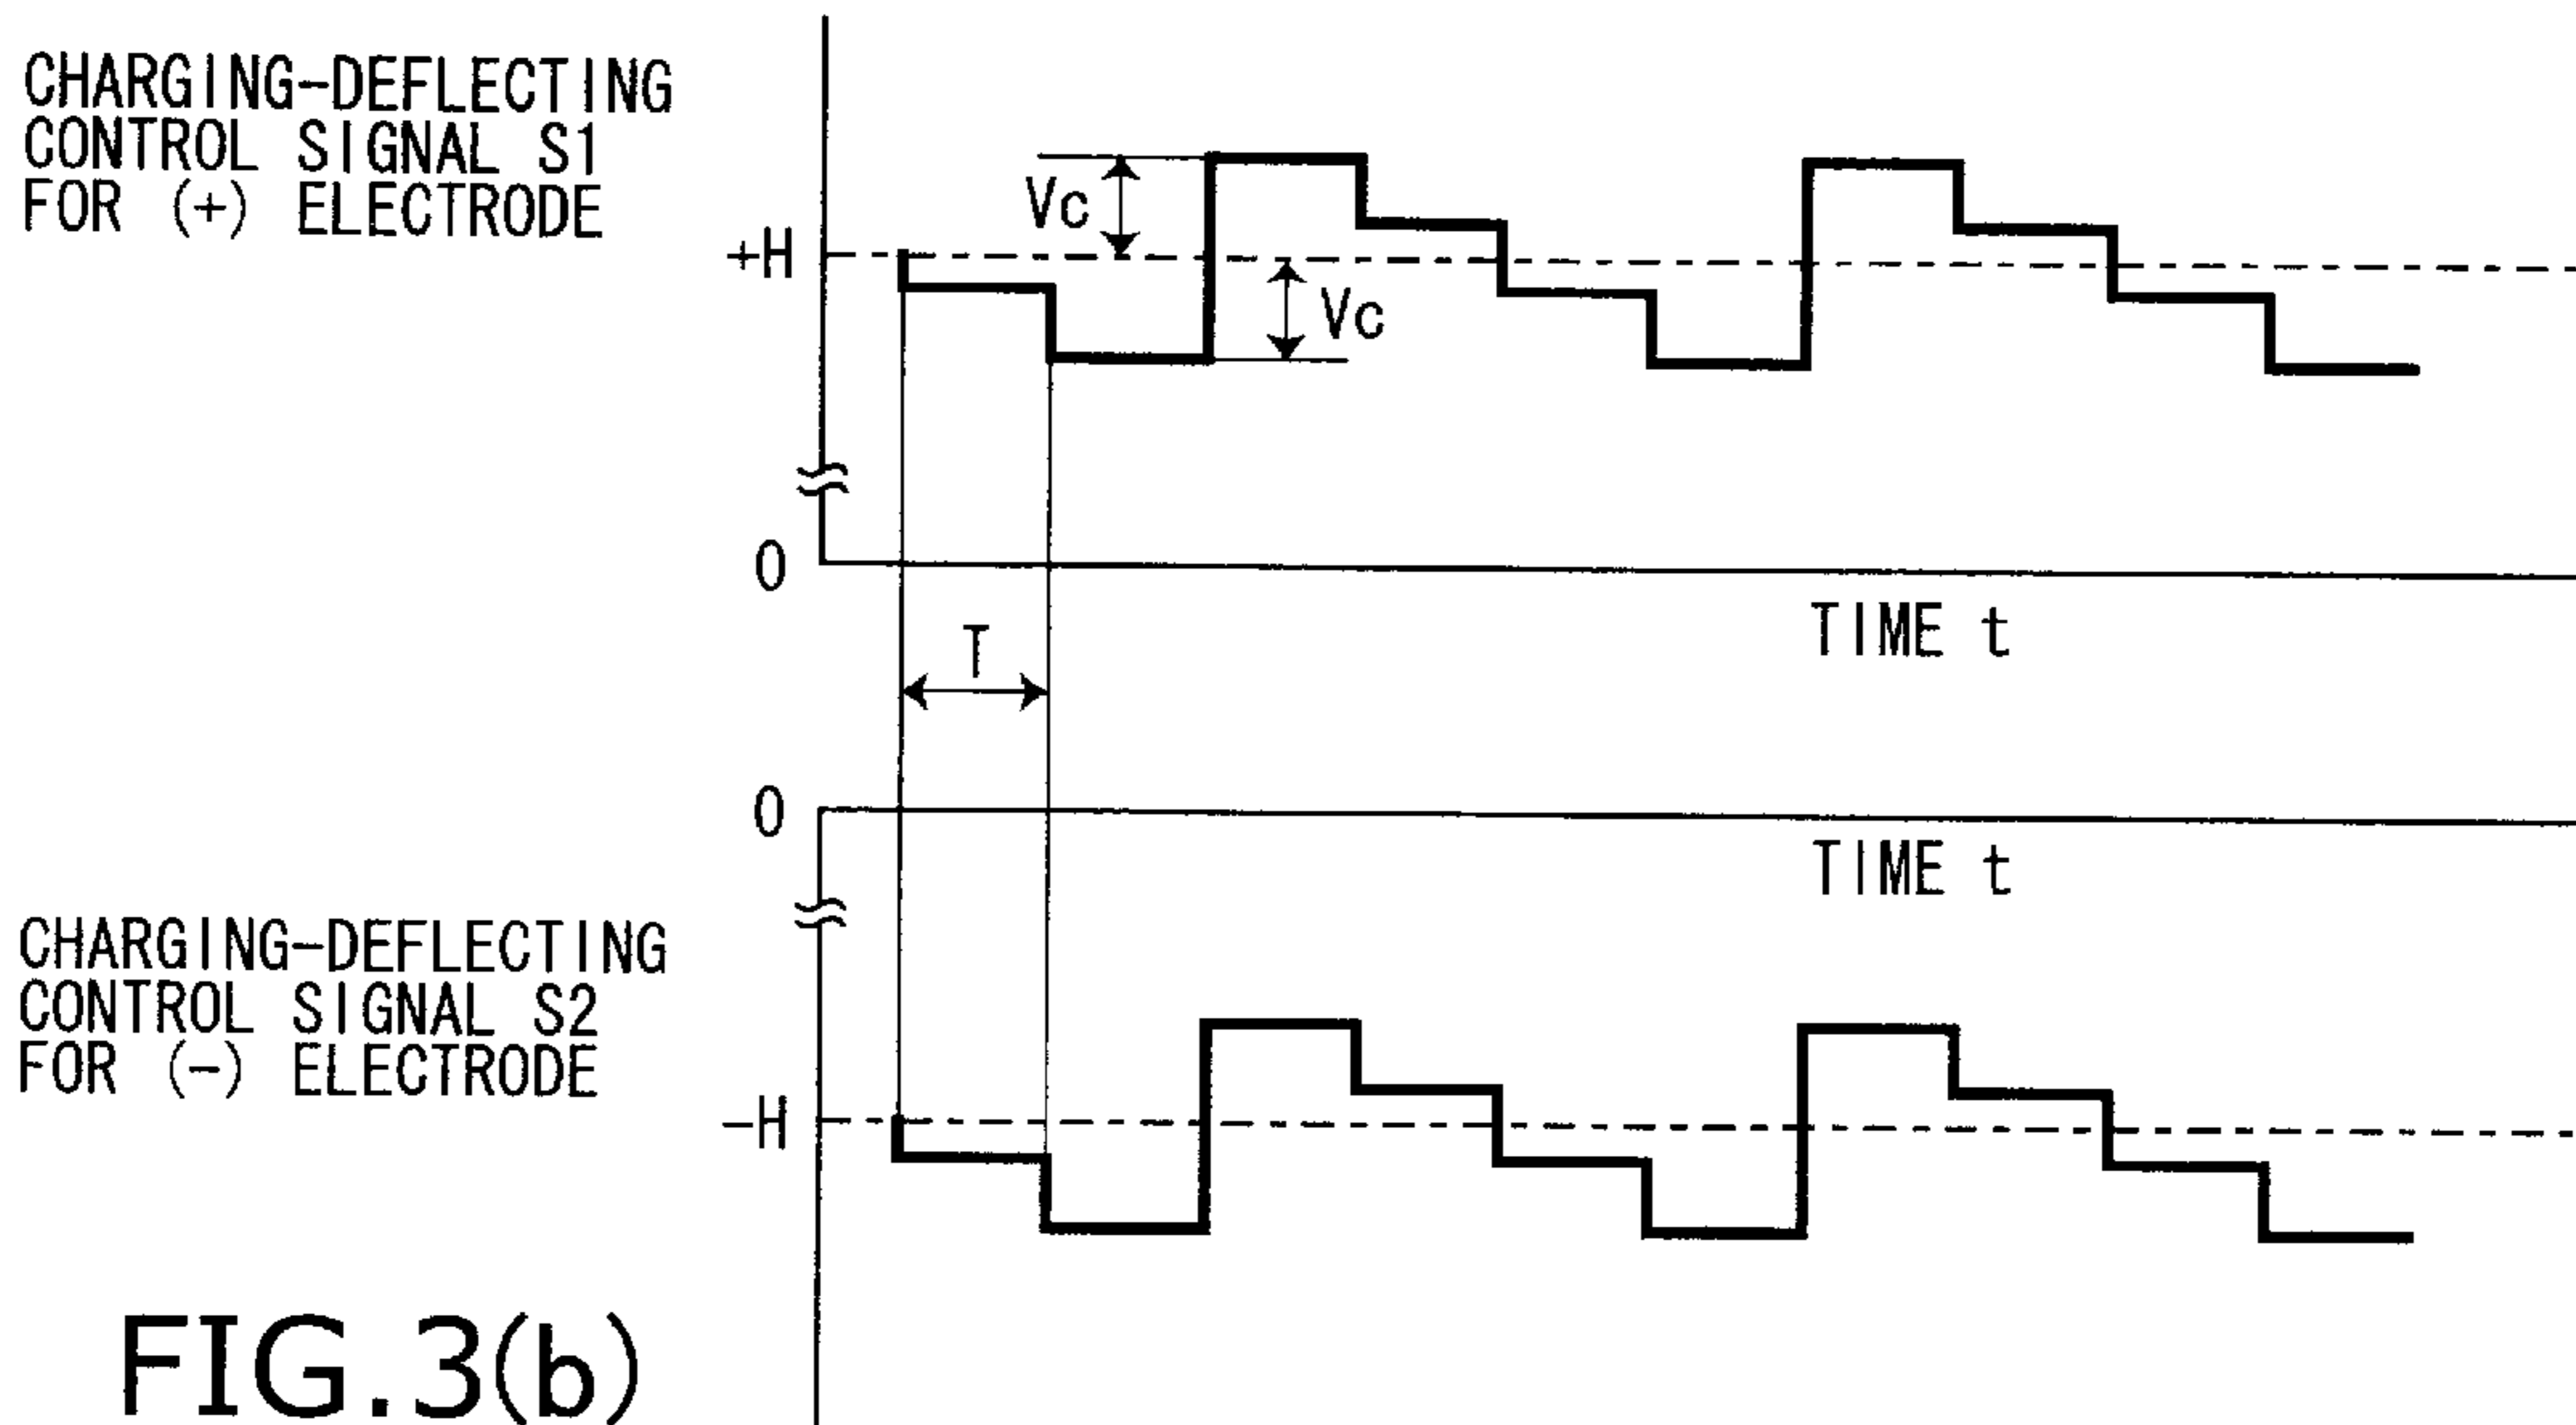 CHARGING-DEFLECTING
CONTROL SIGNAL S1
FOR (+) ELECTRODE
Vc
+H
Vc
0
TIME t
T
0
TIME t
CHARGING-DEFLECTING
CONTROL SIGNAL S2
FOR (-) ELECTRODE
-H
FIG.3(b)